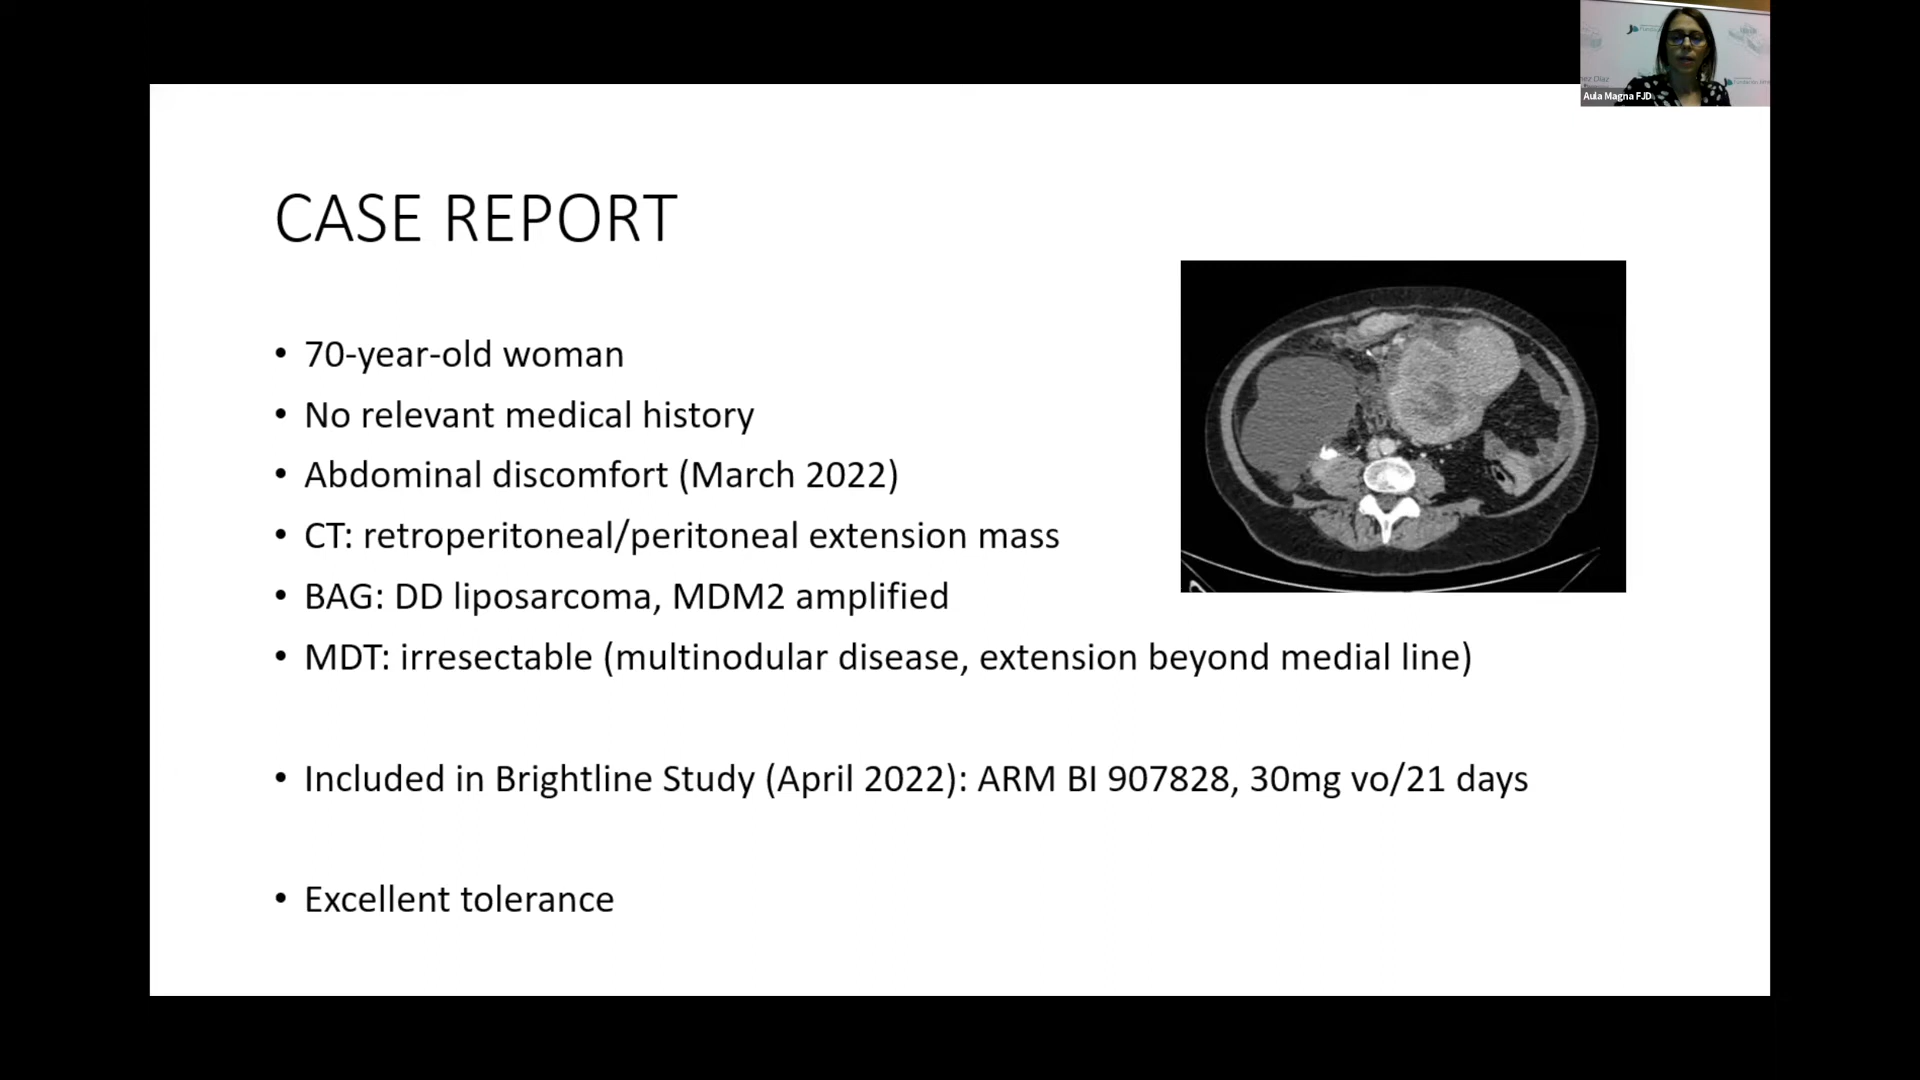 Aula Magna FJD
CASE REPORT
• 70-year-old woman
• No relevant medical history
• Abdominal discomfort (March 2022)
• CT: retroperitoneal/peritoneal extension mass
• BAG: DD liposarcoma, MDM2 amplified
• MDT: irresectable (multinodular disease, extension beyond medial line)
• Included in Brightline Study (April 2022): ARM BI 907828, 30mg vo/21 days
• Excellent tolerance